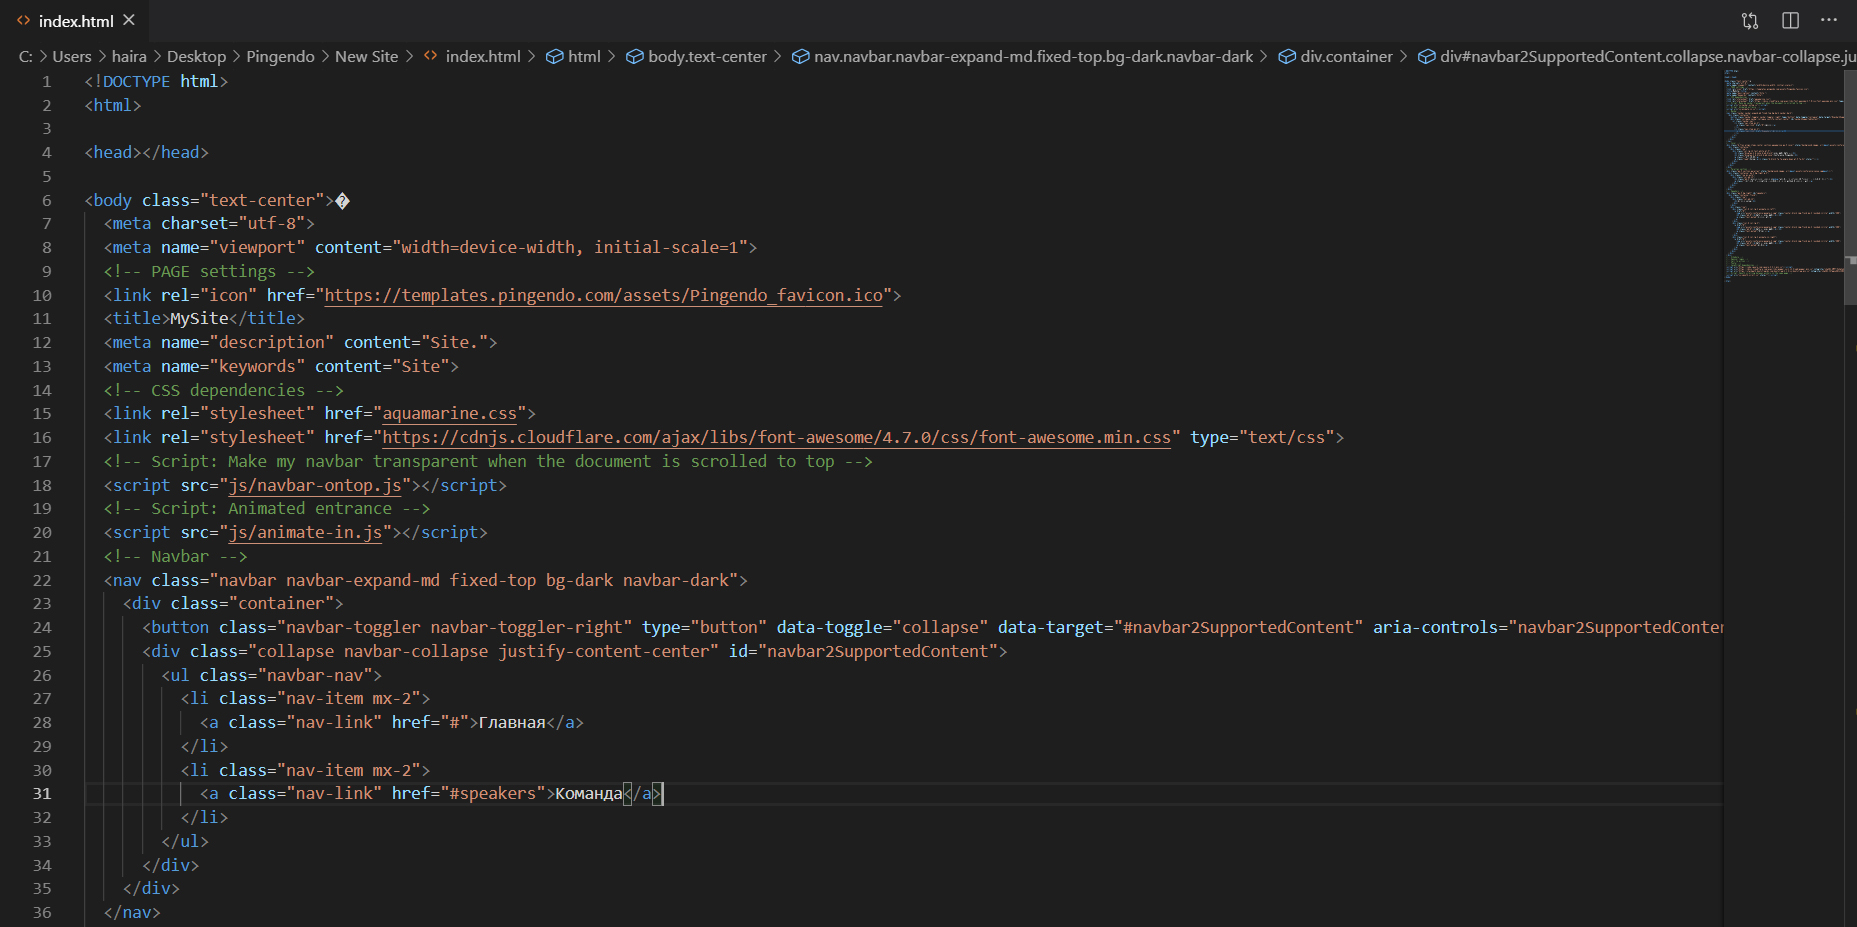 index.html
C: > Users > haira > Desktop > Pingendo > New Site > index.html > html > body.text-center > nav.navbar.navbar-expand-md.fixed-top.bg-dark.navbar-dark > div.container > div#navbar2SupportedContent.collapse.navbar-collapse.ju
1 <!DOCTYPE html>
2 <html>
3
4 <head></head>
5
6 <body class="text-center">�
7 <meta charset="utf-8">
8 <meta name="viewport" content="width=device-width, initial-scale=1">
9 <!-- PAGE settings -->
10 <link rel="icon" href="https://templates.pingendo.com/assets/Pingendo_favicon.ico">
11 <title>MySite</title>
12 <meta name="description" content="Site.">
13 <meta name="keywords" content="Site">
14 <!-- CSS dependencies -->
15 <link rel="stylesheet" href="aquamarine.css">
16 <link rel="stylesheet" href="https://cdnjs.cloudflare.com/ajax/libs/font-awesome/4.7.0/css/font-awesome.min.css" type="text/css">
17 <!-- Script: Make my navbar transparent when the document is scrolled to top -->
18 <script src="js/navbar-ontop.js"></script>
19 <!-- Script: Animated entrance -->
20 <script src="js/animate-in.js"></script>
21 <!-- Navbar -->
22 <nav class="navbar navbar-expand-md fixed-top bg-dark navbar-dark">
23 <div class="container">
24 <button class="navbar-toggler navbar-toggler-right" type="button" data-toggle="collapse" data-target="#navbar2SupportedContent" aria-controls="navbar2SupportedConten
25 <div class="collapse navbar-collapse justify-content-center" id="navbar2SupportedContent">
26 <ul class="navbar-nav">
27 <li class="nav-item mx-2">
28 <a class="nav-link" href="#">Главная</a>
29 </li>
30 <li class="nav-item mx-2">
31 <a class="nav-link" href="#speakers">Команда</a>
32 </li>
33 </ul>
34 </div>
35 </div>
36 </nav>